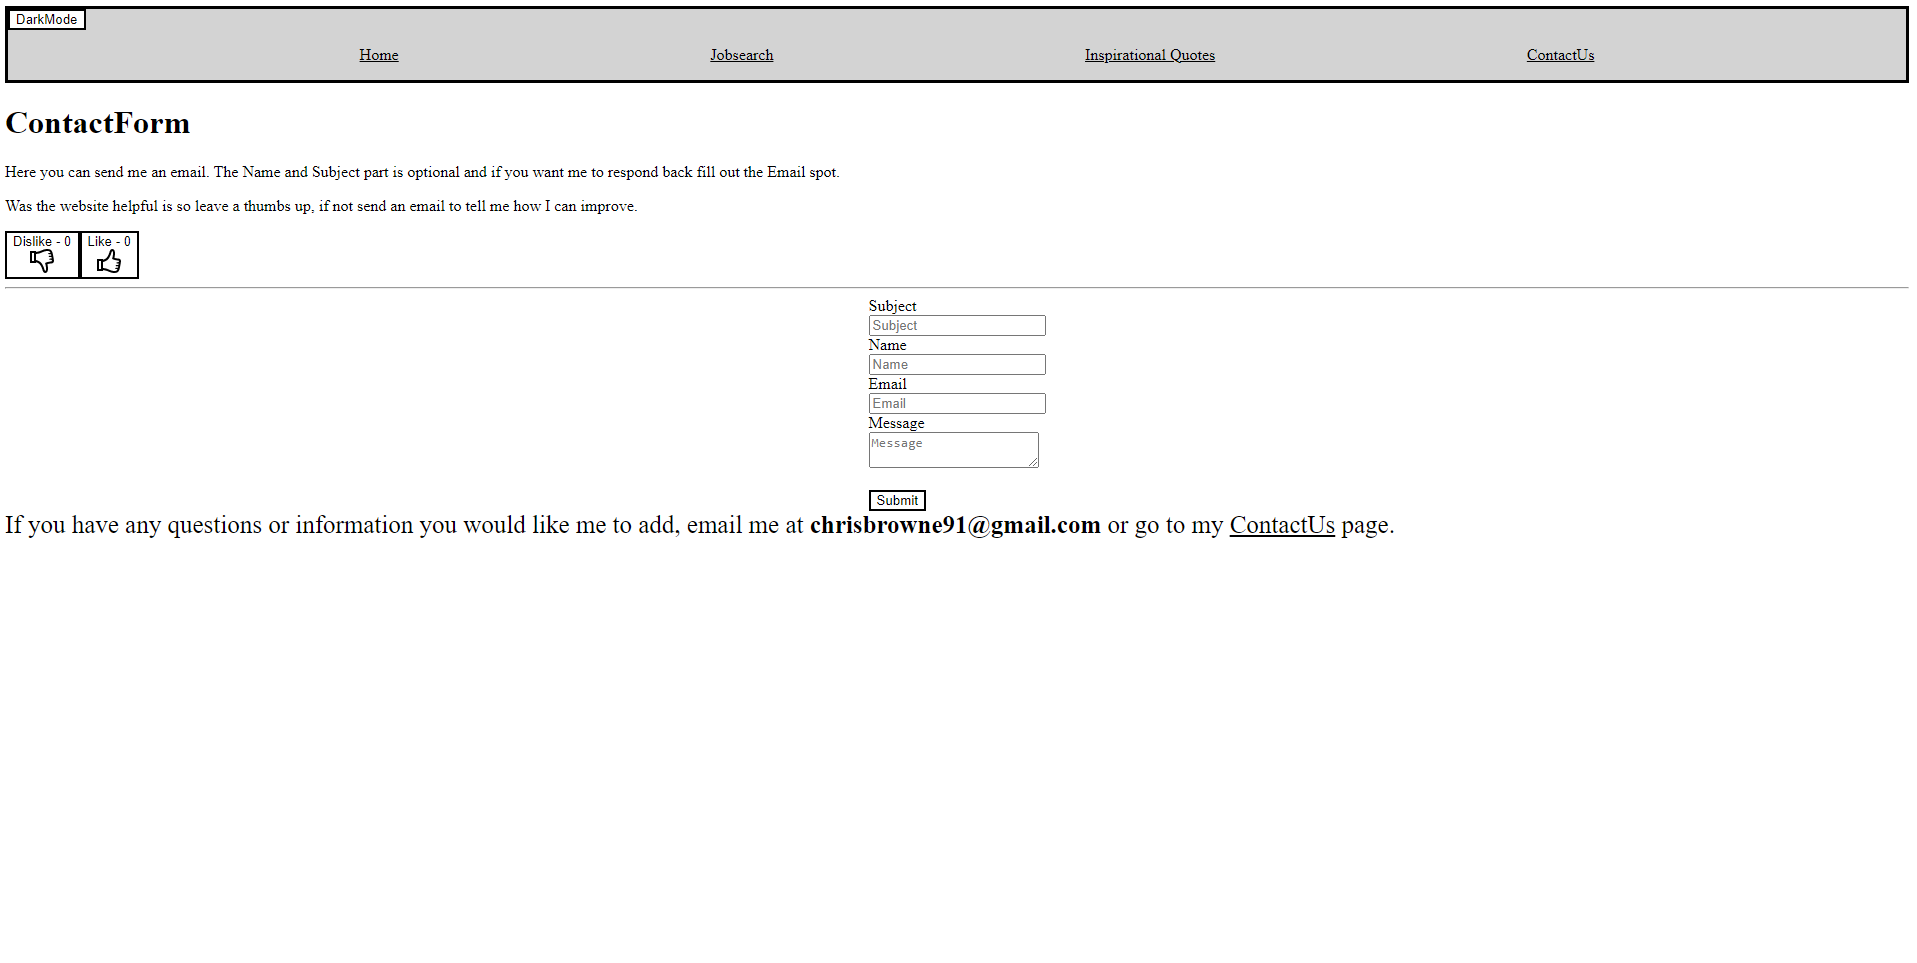 DarkMode
Home Jobsearch Inspirational Quotes ContactUs
ContactForm
Here you can send me an email. The Name and Subject part is optional and if you want me to respond back fill out the Email spot.
Was the website helpful is so leave a thumbs up, if not send an email to tell me how I can improve.
Dislike - 0 Like - 0
Subject
Subject
Name
Name
Email
Email
Message
Message
Submit
If you have any questions or information you would like me to add, email me at chrisbrowne91@gmail.com or go to my ContactUs page.